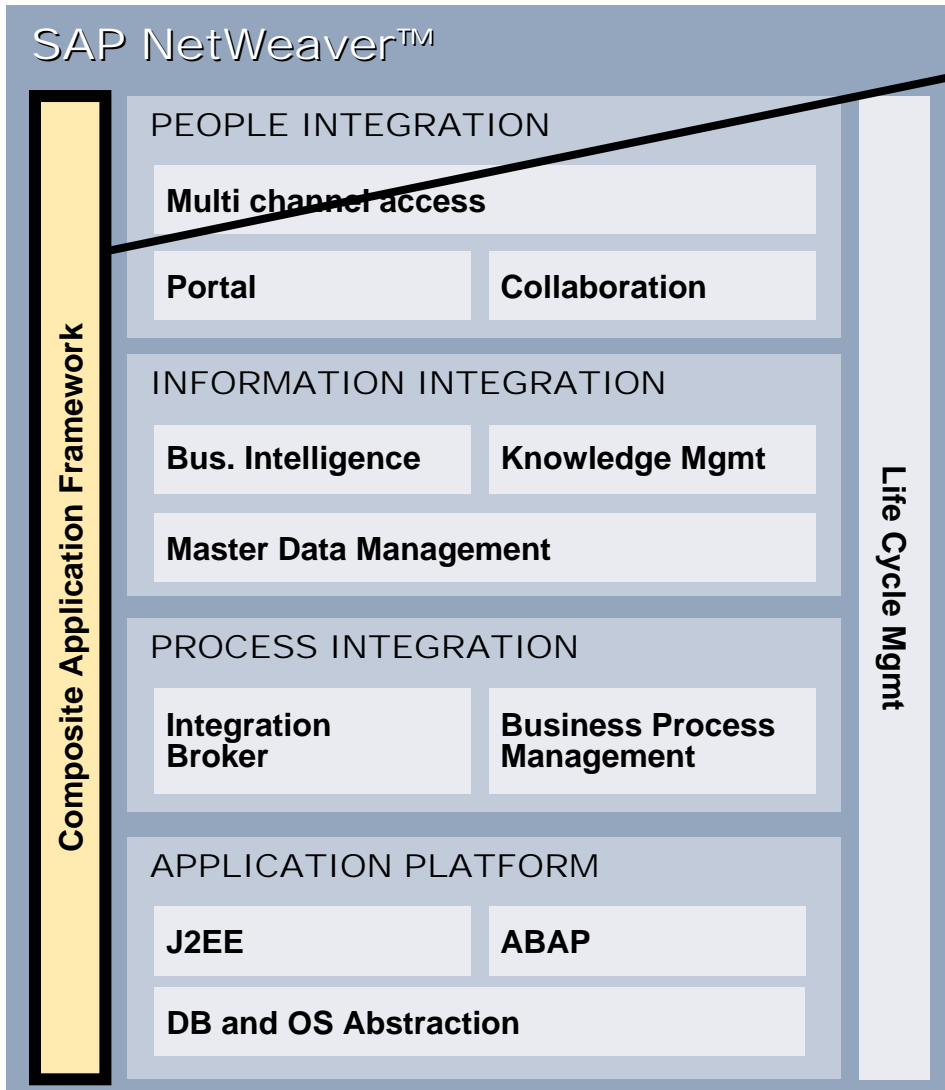 SAP NetWeaver™
Composite Application Framework
PEOPLE INTEGRATION
Multi channel access
Portal
Collaboration
INFORMATION INTEGRATION
Bus. Intelligence
Knowledge Mgmt
Master Data Management
PROCESS INTEGRATION
Integration
Broker
Business Process
Management
APPLICATION PLATFORM
J2EE
ABAP
DB and OS Abstraction
Life Cycle Mgmt